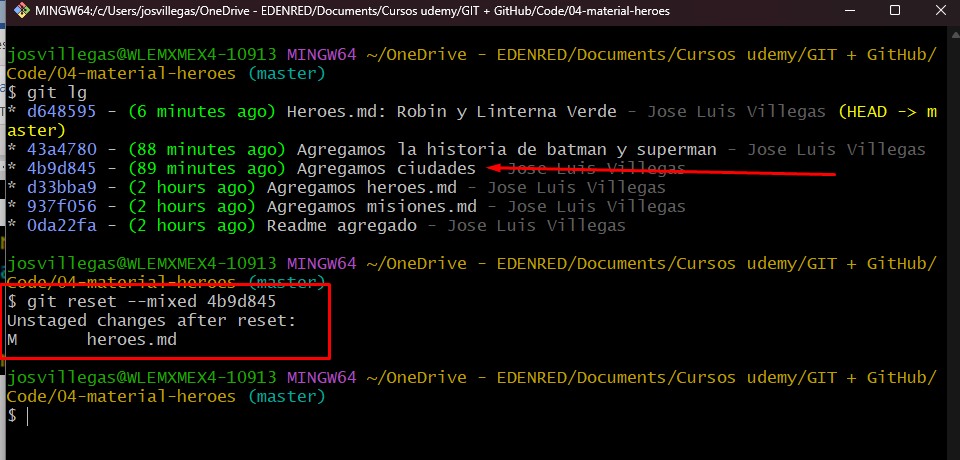 MINGW64:/c/Users/josvillegas/OneDrive - EDENRED/Documents/Cursos udemy/GIT + GitHub/Code/04-material-heroes
josvillegas@WLEMXMEX4-10913 MINGW64 ~/OneDrive - EDENRED/Documents/Cursos udemy/GIT + GitHub/
Code/04-material-heroes (master)
$ git lg
* d648595 - (6 minutes ago) Heroes.md: Robin y Linterna Verde - Jose Luis Villegas (HEAD -> m
aster)
* 43a4780 - (88 minutes ago) Agregamos la historia de batman y superman - Jose Luis Villegas
* 4b9d845 - (89 minutes ago) Agregamos ciudades - Jose Luis Villegas
* d33bba9 - (2 hours ago) Agregamos heroes.md - Jose Luis Villegas
* 937f056 - (2 hours ago) Agregamos misiones.md - Jose Luis Villegas
* 0da22fa - (2 hours ago) Readme agregado - Jose Luis Villegas
josvillegas@WLEMXMEX4-10913 MINGW64 ~/OneDrive - EDENRED/Documents/Cursos udemy/GIT + GitHub/
Code/04-material-heroes (master)
$ git reset --mixed 4b9d845
Unstaged changes after reset:
M       heroes.md
josvillegas@WLEMXMEX4-10913 MINGW64 ~/OneDrive - EDENRED/Documents/Cursos udemy/GIT + GitHub/
Code/04-material-heroes (master)
$